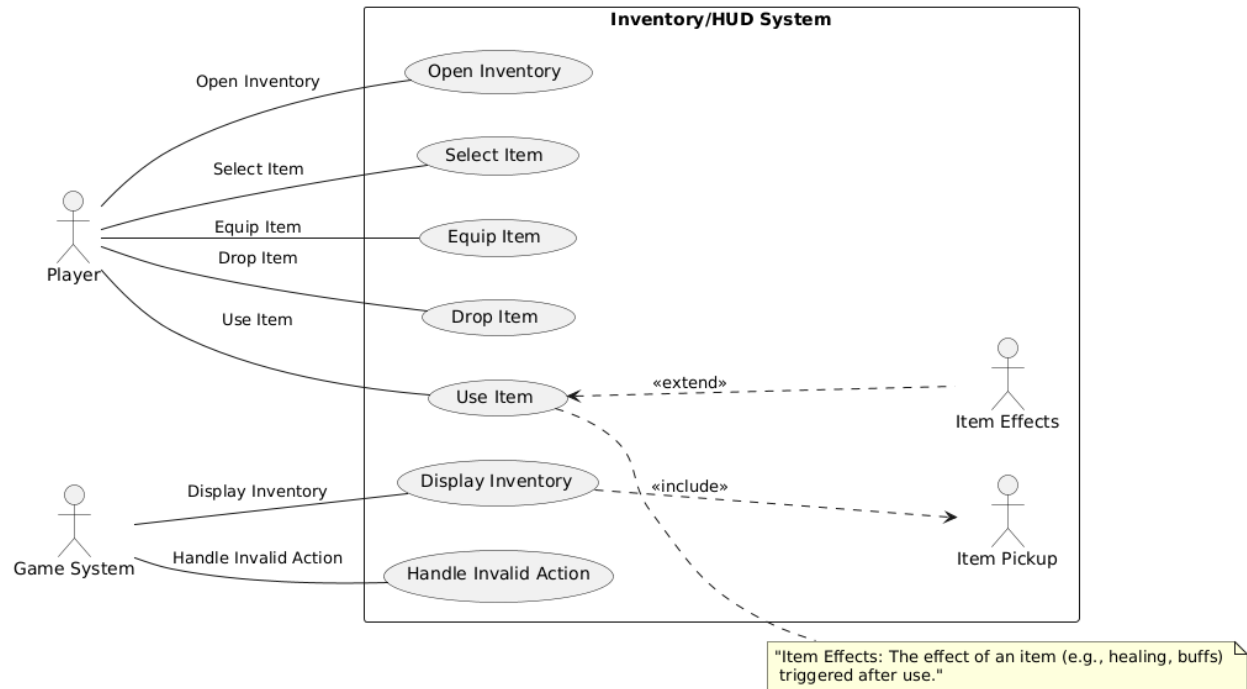 Inventory/HUD System
Open Inventory
Open Inventory
Select Item
Select Item
Equip Item
Equip Item
Player
Drop Item
Drop Item
Use Item
Use Item
«extend»
Item Effects
Display Inventory
Display Inventory
«include»
Game System
Handle Invalid Action
Handle Invalid Action
Item Pickup
"Item Effects: The effect of an item (e.g., healing, buffs)
triggered after use."